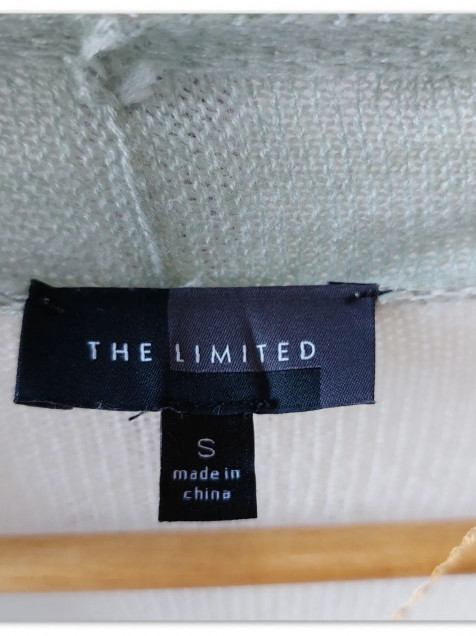 THE LIMITED
S
made in
china